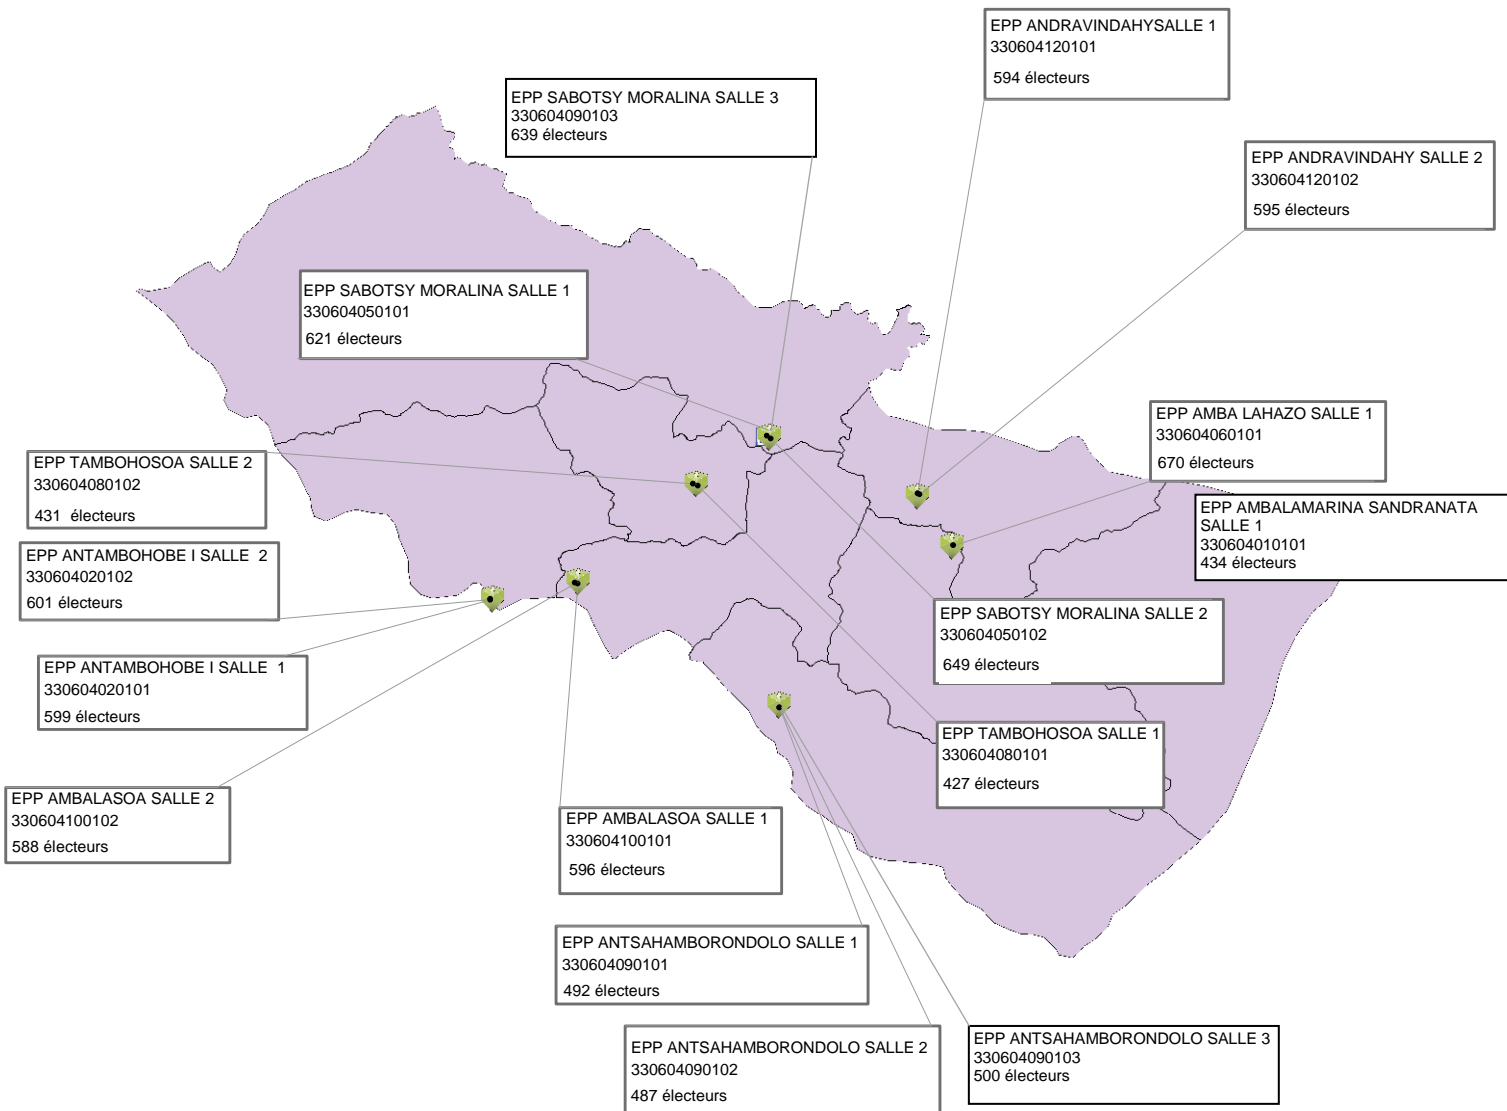 EPP ANDRAVINDAHYSALLE 1
330604120101
594 électeurs
EPP SABOTSY MORALINA SALLE 3
330604090103
639 électeurs
EPP ANDRAVINDAHY SALLE 2
330604120102
595 électeurs
EPP SABOTSY MORALINA SALLE 1
330604050101
621 électeurs
EPP AMBA LAHAZO SALLE 1
330604060101
670 électeurs
EPP TAMBOHOSOA SALLE 2
330604080102
431 électeurs
EPP AMBALAMARINA SANDRANATA
SALLE 1
330604010101
434 électeurs
EPP ANTAMBOHOBE I SALLE 2
330604020102
601 électeurs
EPP SABOTSY MORALINA SALLE 2
330604050102
649 électeurs
EPP ANTAMBOHOBE I SALLE 1
330604020101
599 électeurs
EPP TAMBOHOSOA SALLE 1
330604080101
427 électeurs
EPP AMBALASOA SALLE 2
330604100102
588 électeurs
EPP AMBALASOA SALLE 1
330604100101
596 électeurs
EPP ANTSAHAMBORONDOLO SALLE 1
330604090101
492 électeurs
EPP ANTSAHAMBORONDOLO SALLE 2
330604090102
487 électeurs
EPP ANTSAHAMBORONDOLO SALLE 3
330604090103
500 électeurs